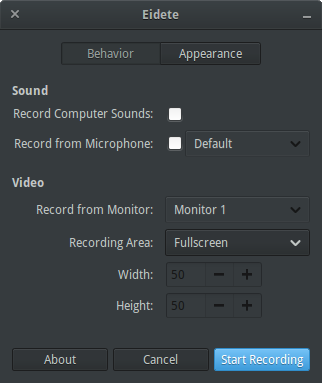 Eidete
Behavior Appearance
Sound
Record Computer Sounds:
Record from Microphone: Default
Video
Record from Monitor: Monitor 1
Recording Area: Fullscreen
Width: 50
Height: 50
About Cancel Start Recording